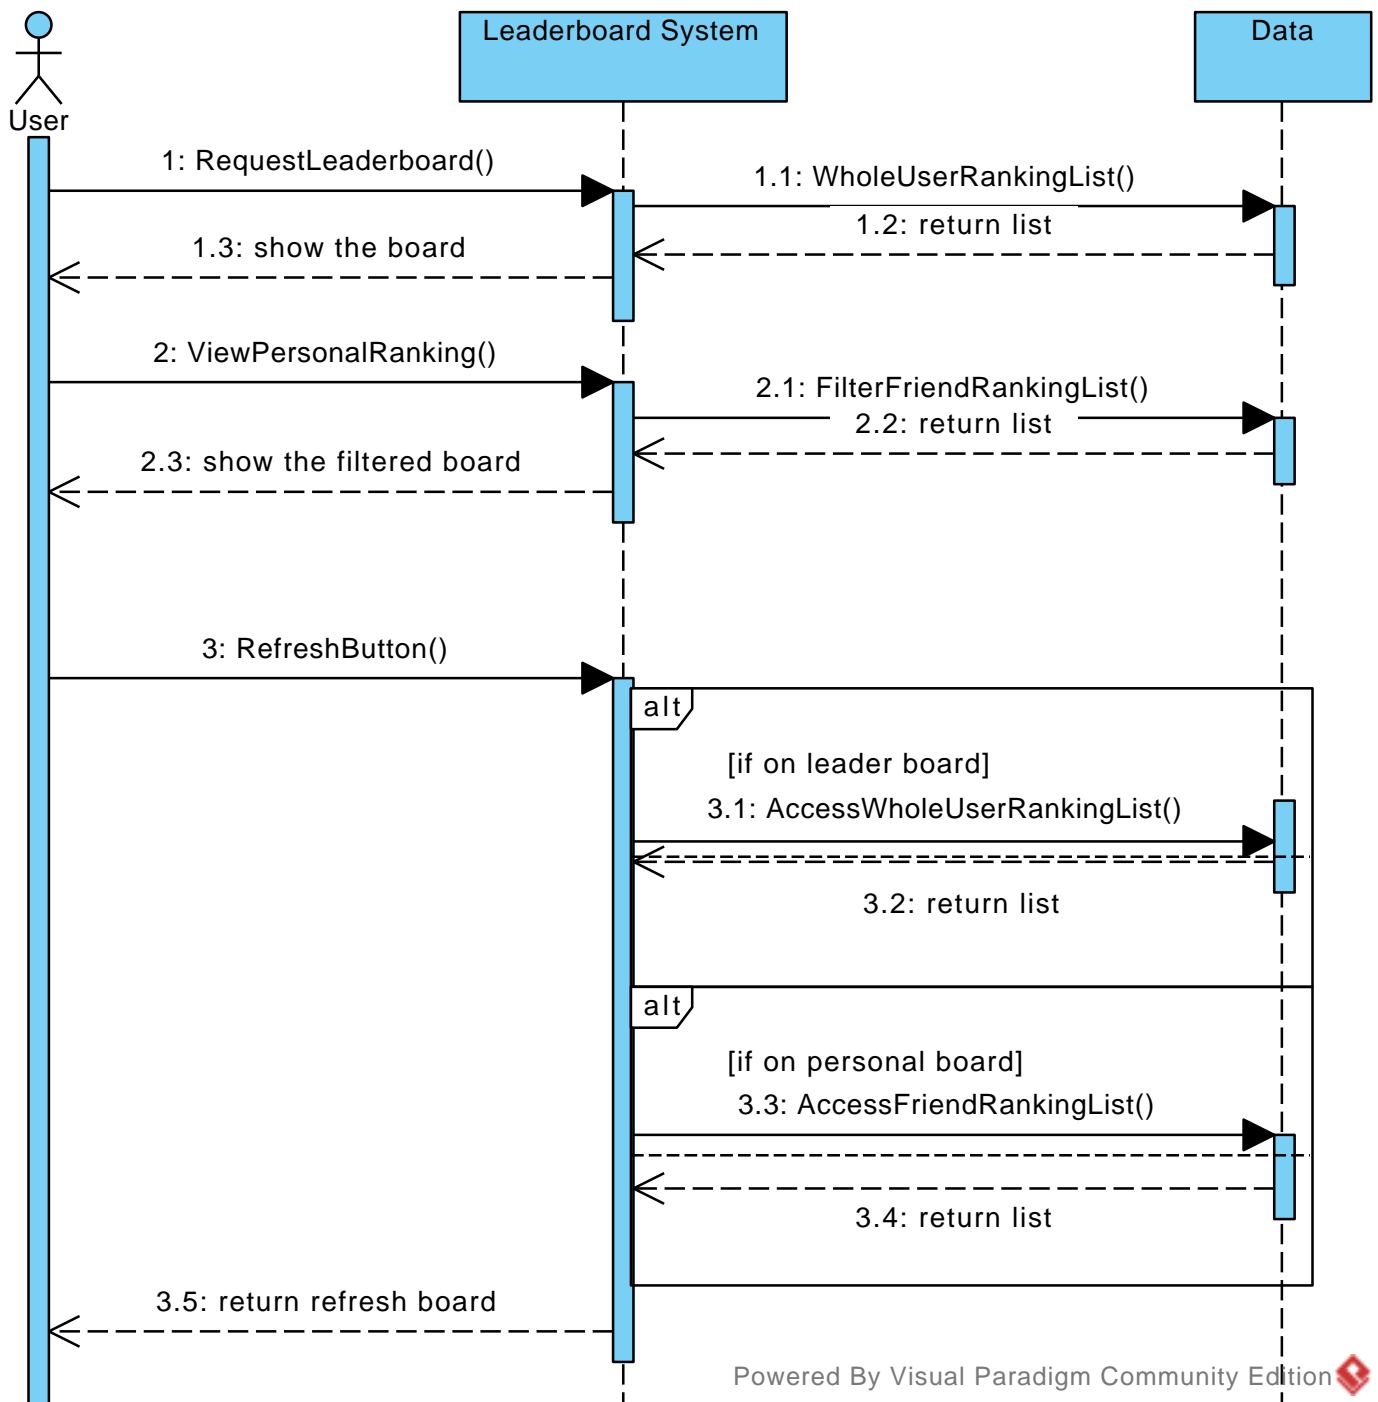 Leaderboard System
Data
User
1: RequestLeaderboard()
1.1: WholeUserRankingList()
1.2: return list
1.3: show the board
2: ViewPersonalRanking()
2.1: FilterFriendRankingList()
2.2: return list
2.3: show the filtered board
3: RefreshButton()
alt
[if on leader board]
3.1: AccessWholeUserRankingList()
3.2: return list
alt
[if on personal board]
3.3: AccessFriendRankingList()
3.4: return list
3.5: return refresh board
Powered By Visual Paradigm Community Edition